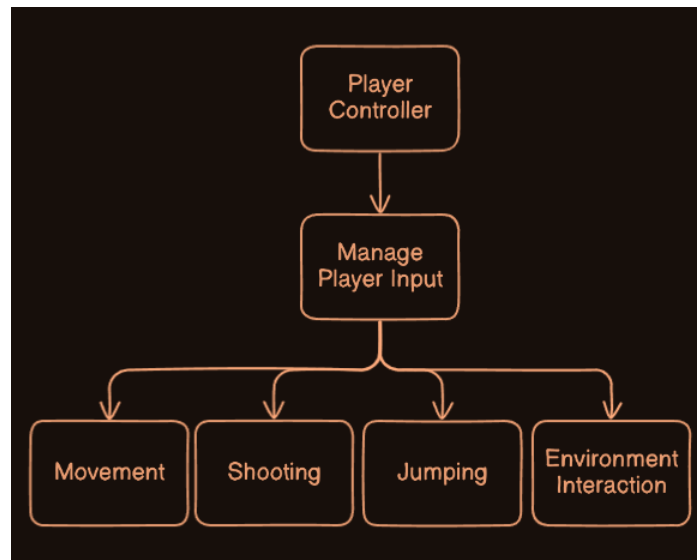 Player
Controller
Manage
Player Input
Movement
Shooting
Jumping
Environment
Interaction